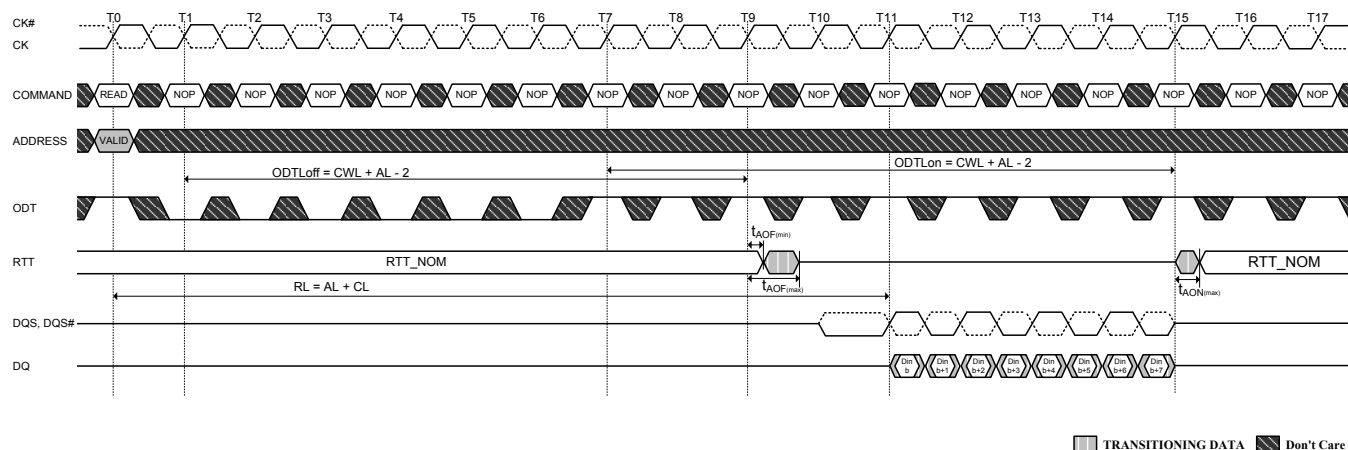 T0 T1 T2 T3 T4 T5 T6 T7 T8 T9 T10 T11 T12 T13 T14 T15 T16 T17
CK#
CK
COMMAND READ NOP NOP NOP NOP NOP NOP NOP NOP NOP NOP NOP NOP NOP NOP NOP NOP NOP
ADDRESS VALID
ODTLoff = CWL + AL - 2
ODTLon = CWL + AL - 2
ODT
tAOF(min)
RTT RTT_NOM RTT_NOM
tAOF(max)
tAON(max)
RL = AL + CL
DQS, DQS#
DQ Din b Din b+1 Din b+2 Din b+3 Din b+4 Din b+5 Din b+6 Din b+7
TRANSITIONING DATA Don't Care